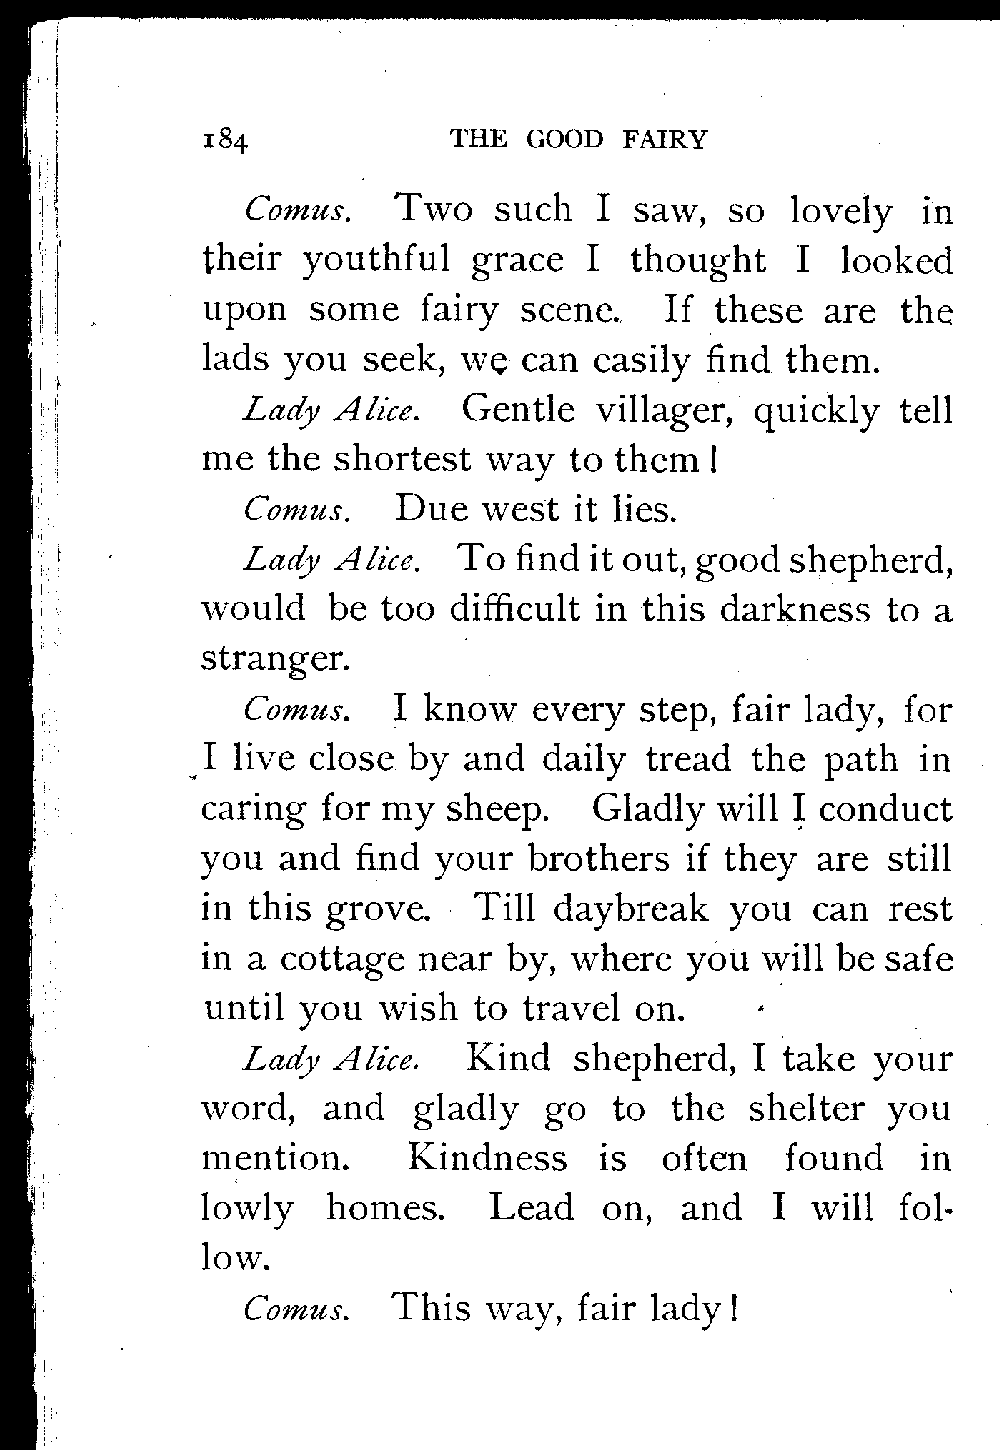 184 THE GOOD FAIRY
Comus. Two such I saw, so lovely in
their youthful grace I thought I looked
upon some fairy scene. If these are the
lads you seek, we can easily find them.
Lady Alice. Gentle villager, quickly tell
me the shortest way to them!
Comus. Due west it lies.
Lady Alice. To find it out, good shepherd,
would be too difficult in this darkness to a
stranger.
Comus. I know every step, fair lady, for
I live close by and daily tread the path in
caring for my sheep. Gladly will I conduct
you and find your brothers if they are still
in this grove. Till daybreak you can rest
in a cottage near by, where you will be safe
until you wish to travel on.
Lady Alice. Kind shepherd, I take your
word, and gladly go to the shelter you
mention. Kindness is often found in
lowly homes. Lead on, and I will fol-
low.
Comus. This way, fair lady!